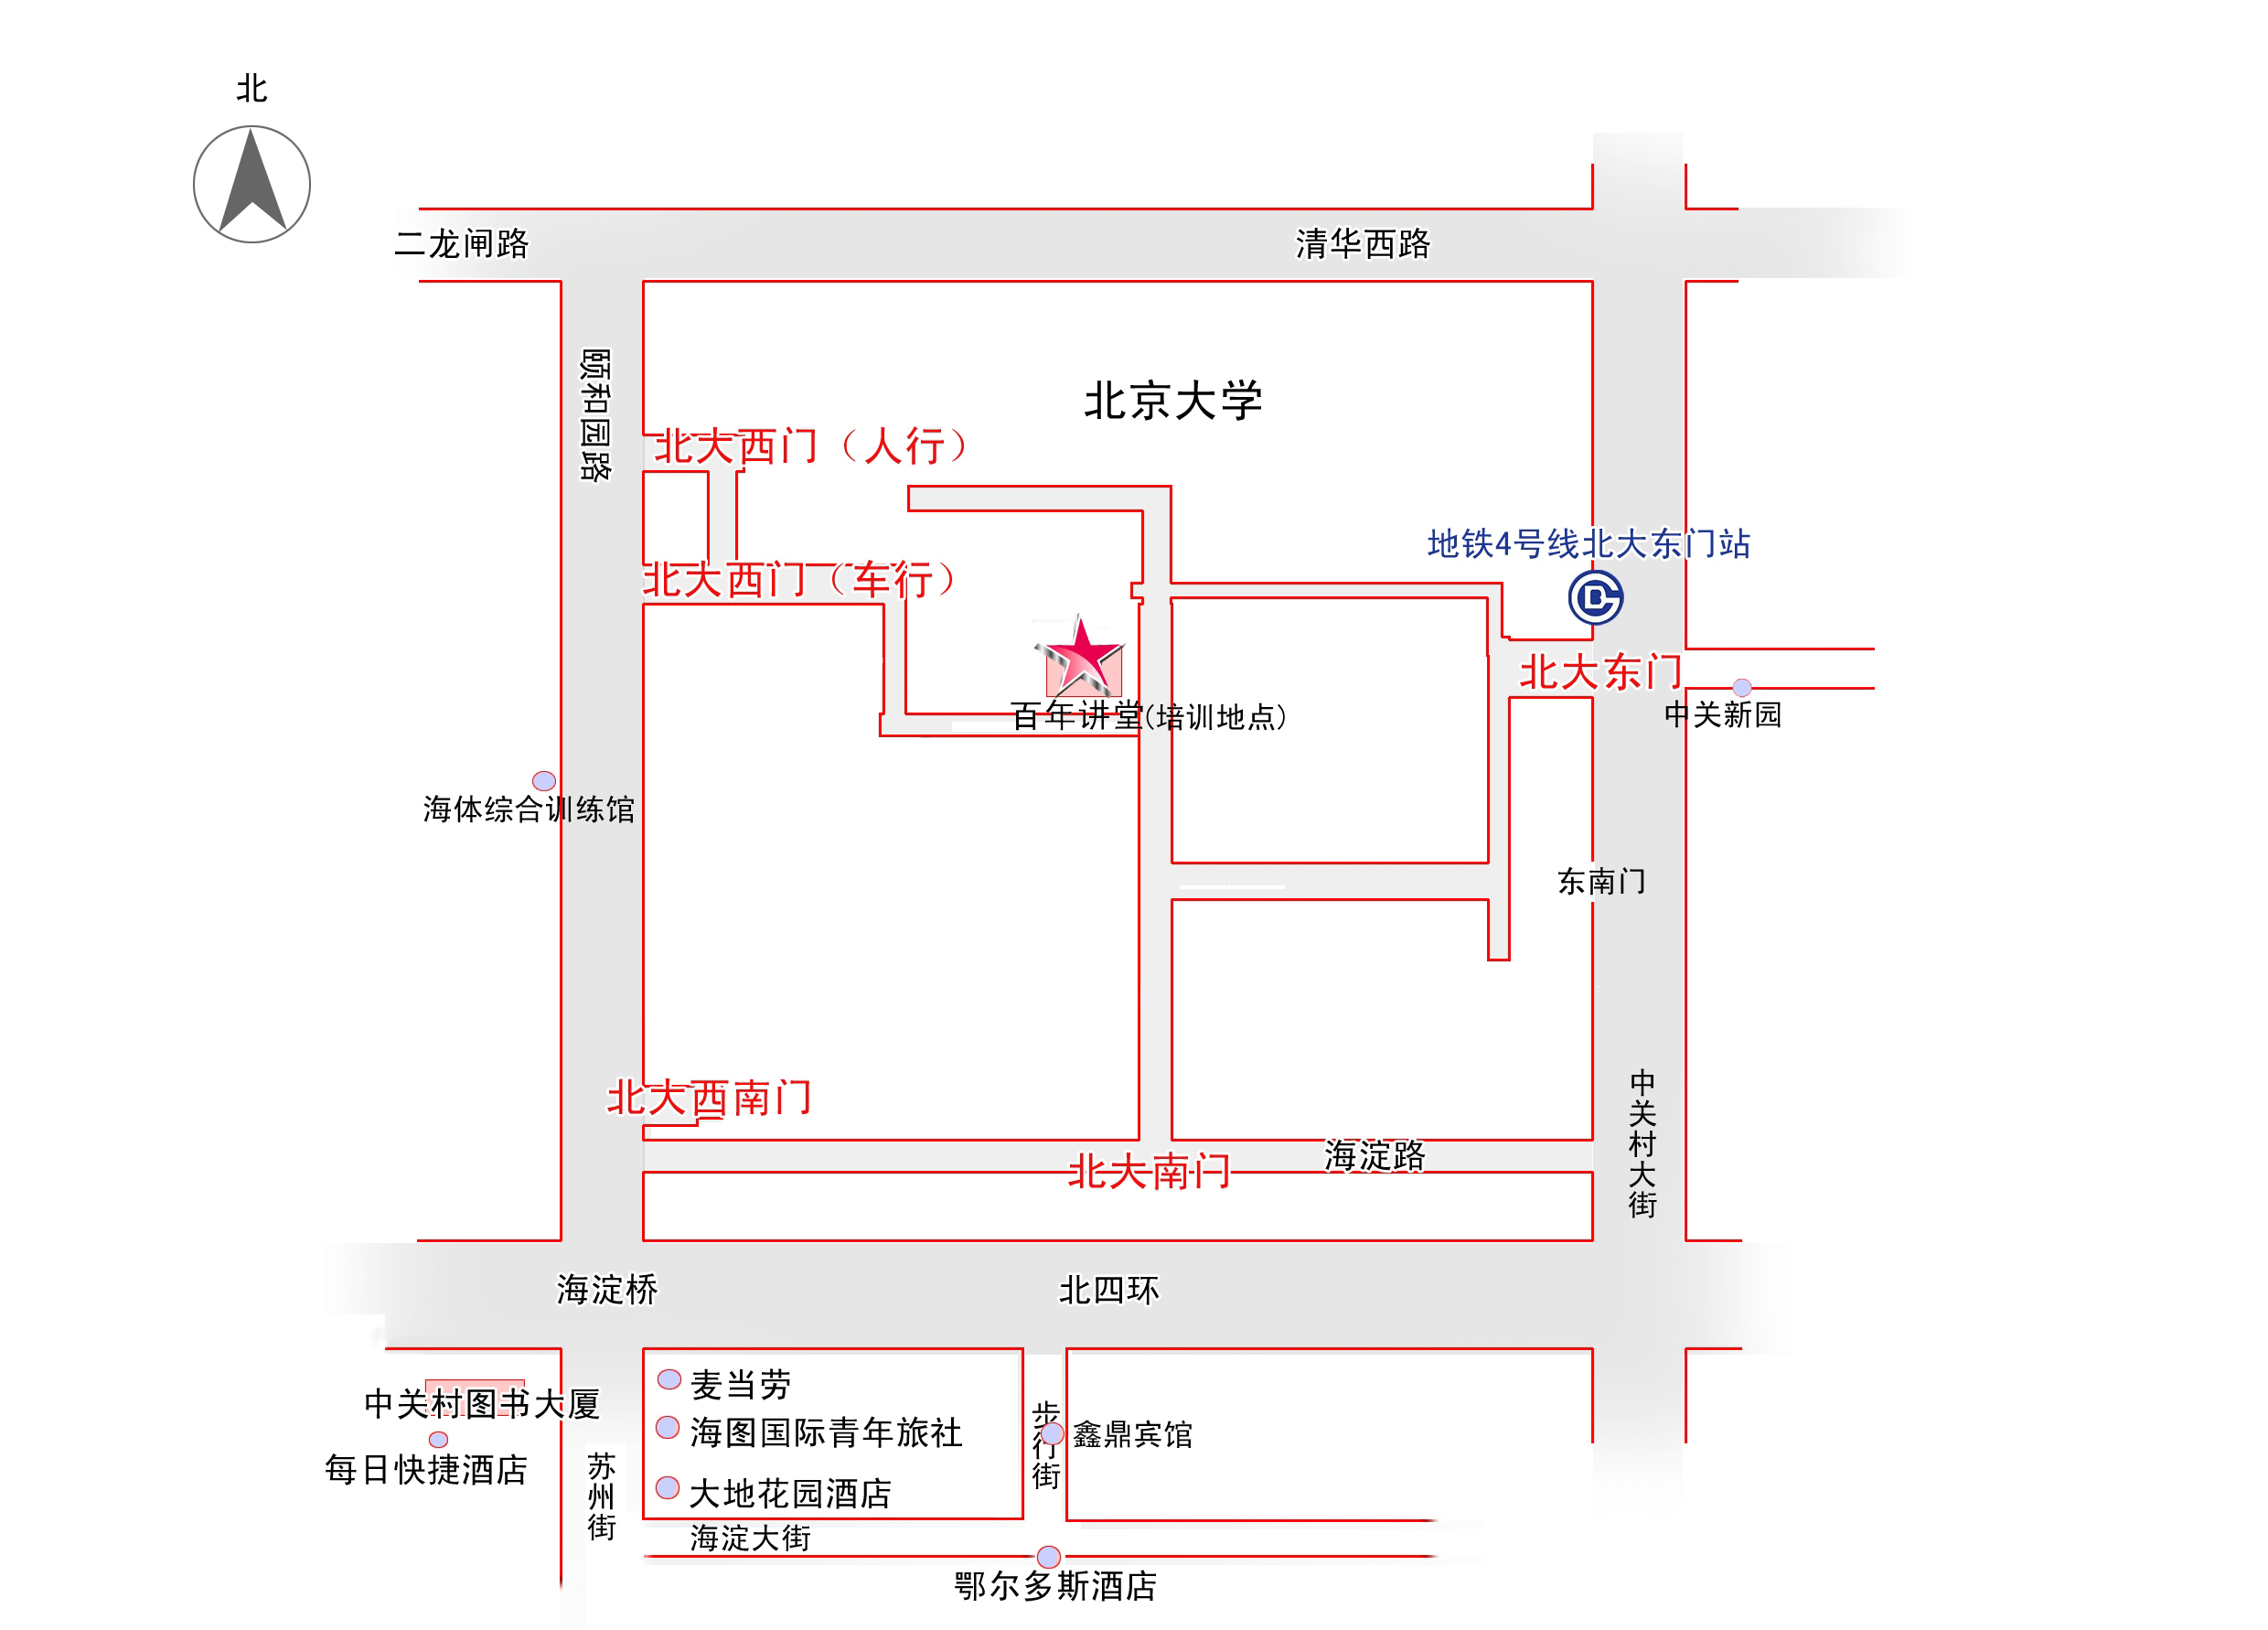 北
二龙闸路
清华西路
颐和园路
北京大学
北大西门（人行）
地铁4号线北大东门站
北大西门（车行）
北大东门
百年讲堂(培训地点)
中关新园
海体综合训练馆
东南门
北大西南门
中关村大街
海淀路
北大南门
海淀桥
北四环
麦当劳
中关村图书大厦
海图国际青年旅社
步行街
鑫鼎宾馆
每日快捷酒店
苏州街
大地花园酒店
海淀大街
鄂尔多斯酒店